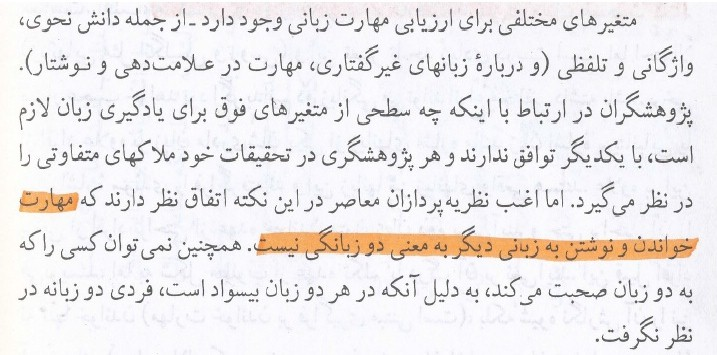 متغیرهای مختلفی برای ارزیابی مهارت زبانی وجود دارد ـ از جمله دانش نحوی،
واژگانی و تلفظی (و دربارهٔ زبانهای غیرگفتاری، مهارت در علامت‌دهی و نوشتار).
پژوهشگران در ارتباط با اینکه چه سطحی از متغیرهای فوق برای یادگیری زبان لازم
است، با یکدیگر توافق ندارند و هر پژوهشگری در تحقیقات خود ملاکهای متفاوتی را
در نظر می‌گیرد. اما اغلب نظریه‌پردازان معاصر در این نکته اتفاق نظر دارند که مهارت
خواندن و نوشتن به زبانی دیگر به معنی دو زبانگی نیست. همچنین نمی‌توان کسی را که
به دو زبان صحبت می‌کند، به دلیل آنکه در هر دو زبان بیسواد است، فردی دو زبانه در
نظر نگرفت.